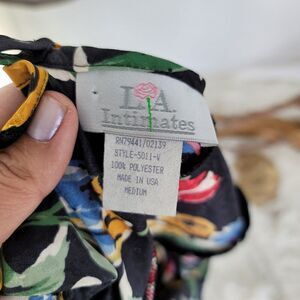 L.A.
Intimates
RN79441/02139
STYLE-5011-V
100% POLYESTER
MADE IN USA
MEDIUM